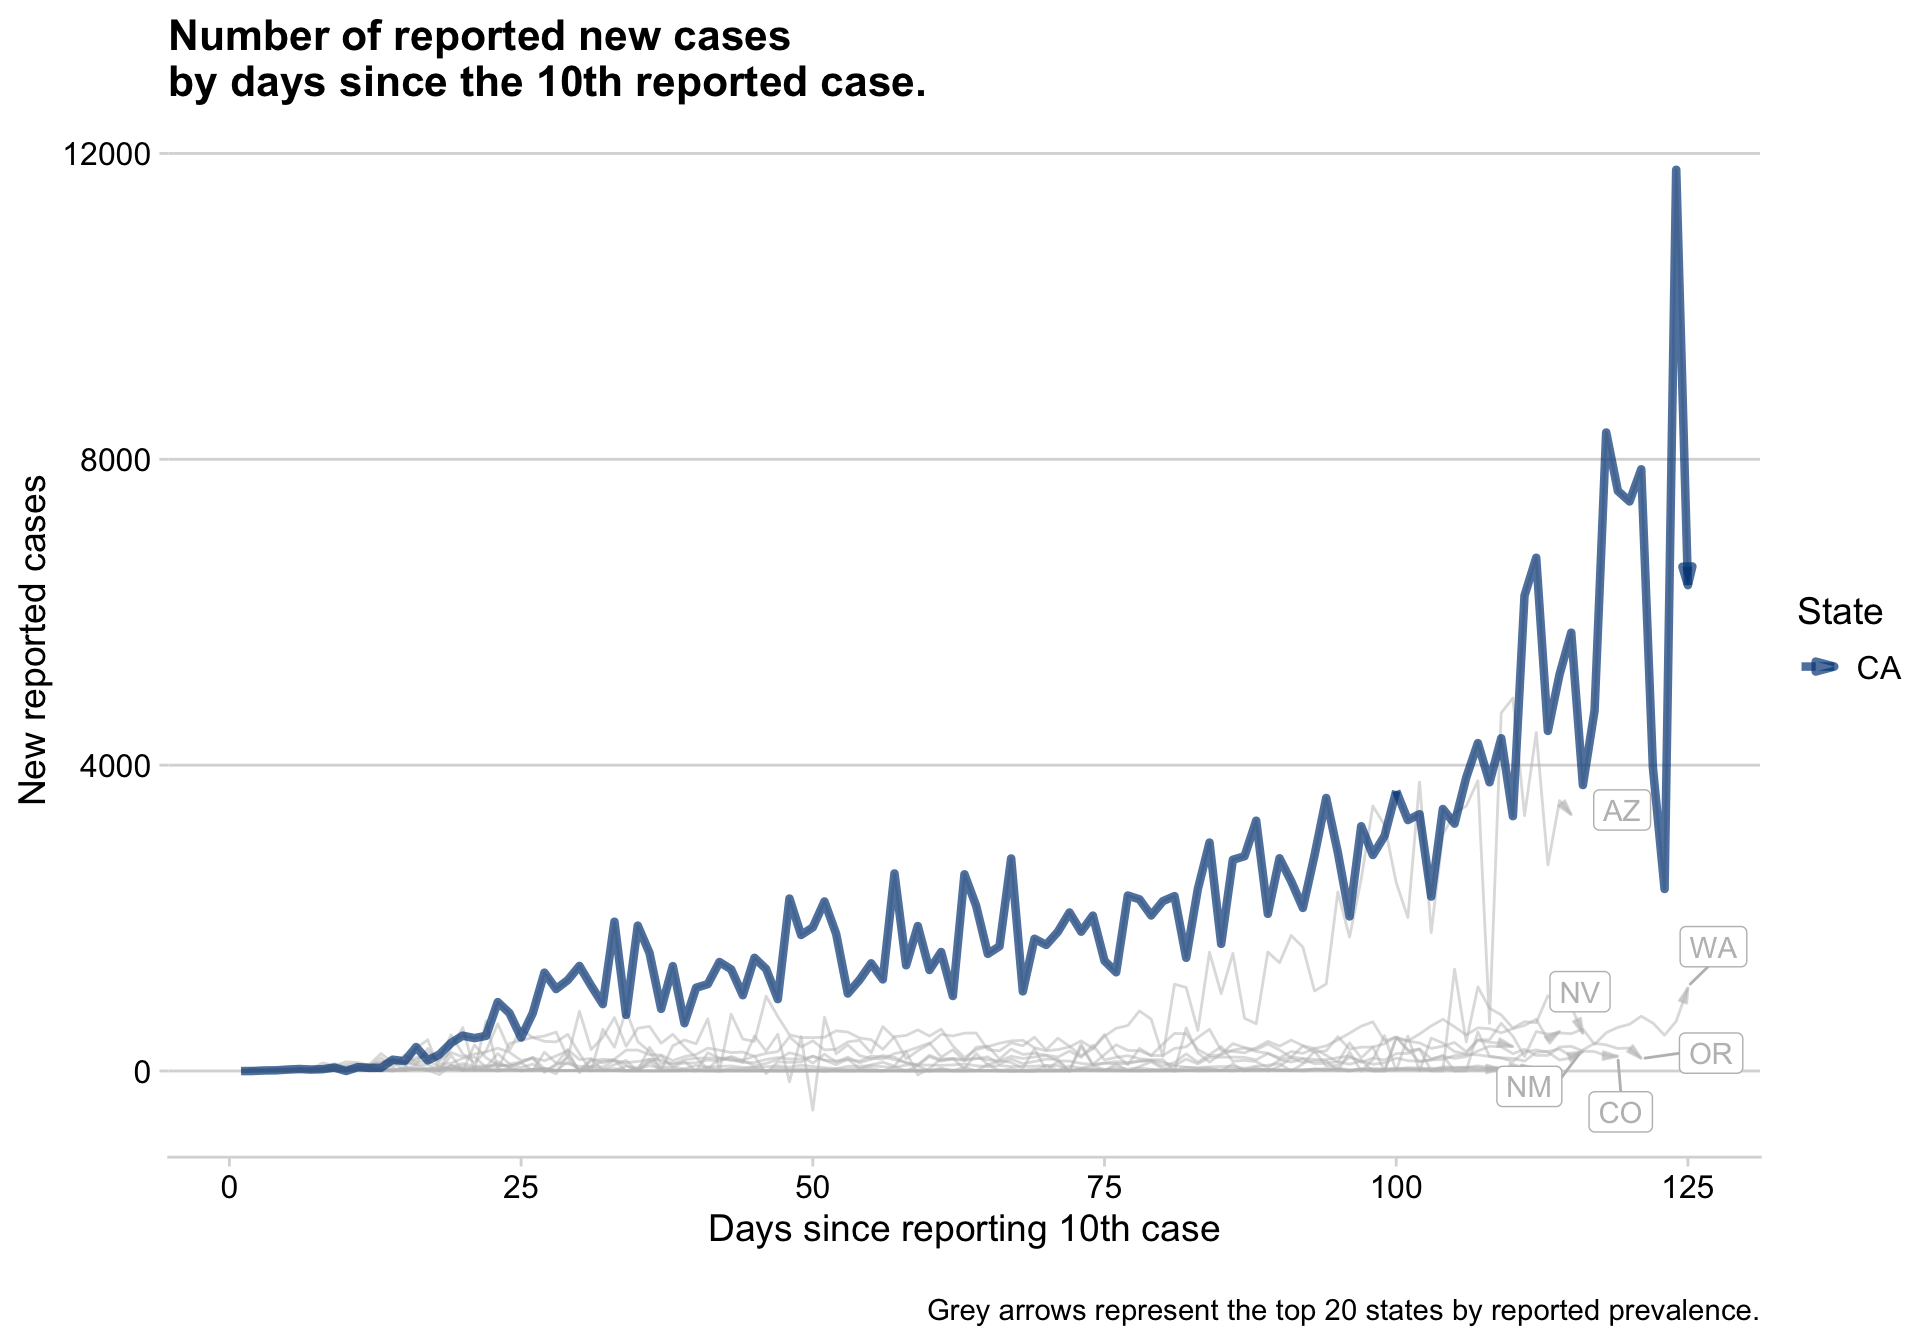 Number of reported new cases
by days since the 10th reported case.
12000
8000
4000
0
New reported cases
AZ
WA
NV
OR
NM
CO
State
CA
0 25 50 75 100 125
Days since reporting 10th case
Grey arrows represent the top 20 states by reported prevalence.